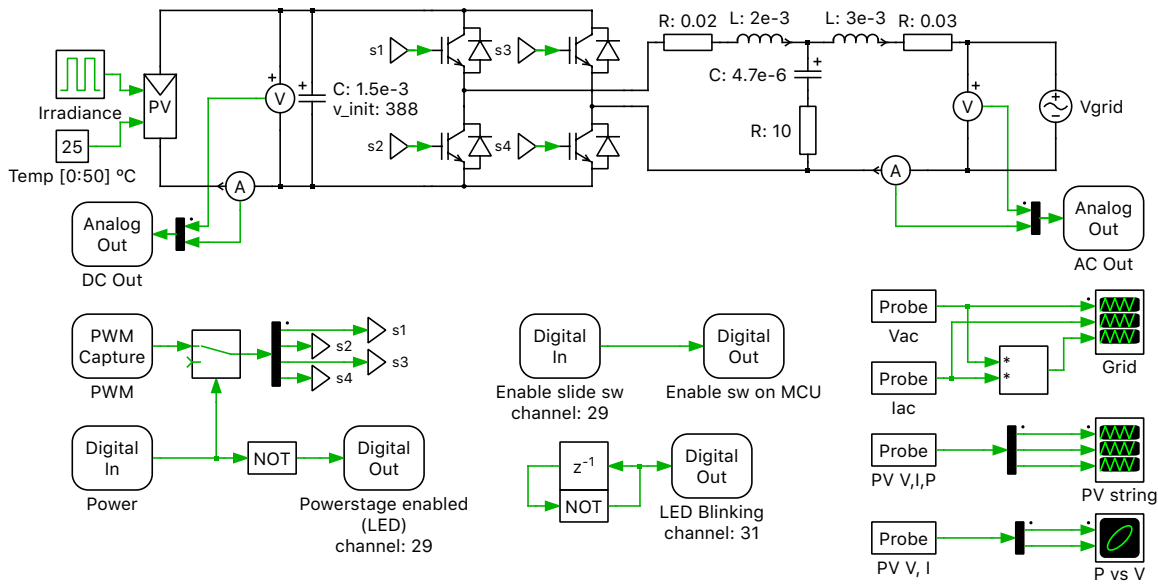 R: 0.02
L: 2e-3
L: 3e-3
R: 0.03
s1
s3
+
V
+
C: 1.5e-3
v_init: 388
PV
Irradiance
25
Temp [0:50] ºC
C: 4.7e-6
+
R: 10
+
V
+
Vgrid
s2
s4
A
A
Analog
Out
DC Out
Analog
Out
AC Out
PWM
Capture
PWM
s1
s2
s3
s4
Digital
In
Enable slide sw
channel: 29
Digital
Out
Enable sw on MCU
Probe
Vac
Probe
Iac
*
*
Grid
Digital
In
Power
NOT
Digital
Out
Powerstage enabled
(LED)
channel: 29
z-1
NOT
Digital
Out
LED Blinking
channel: 31
Probe
PV V,I,P
PV string
Probe
PV V, I
P vs V